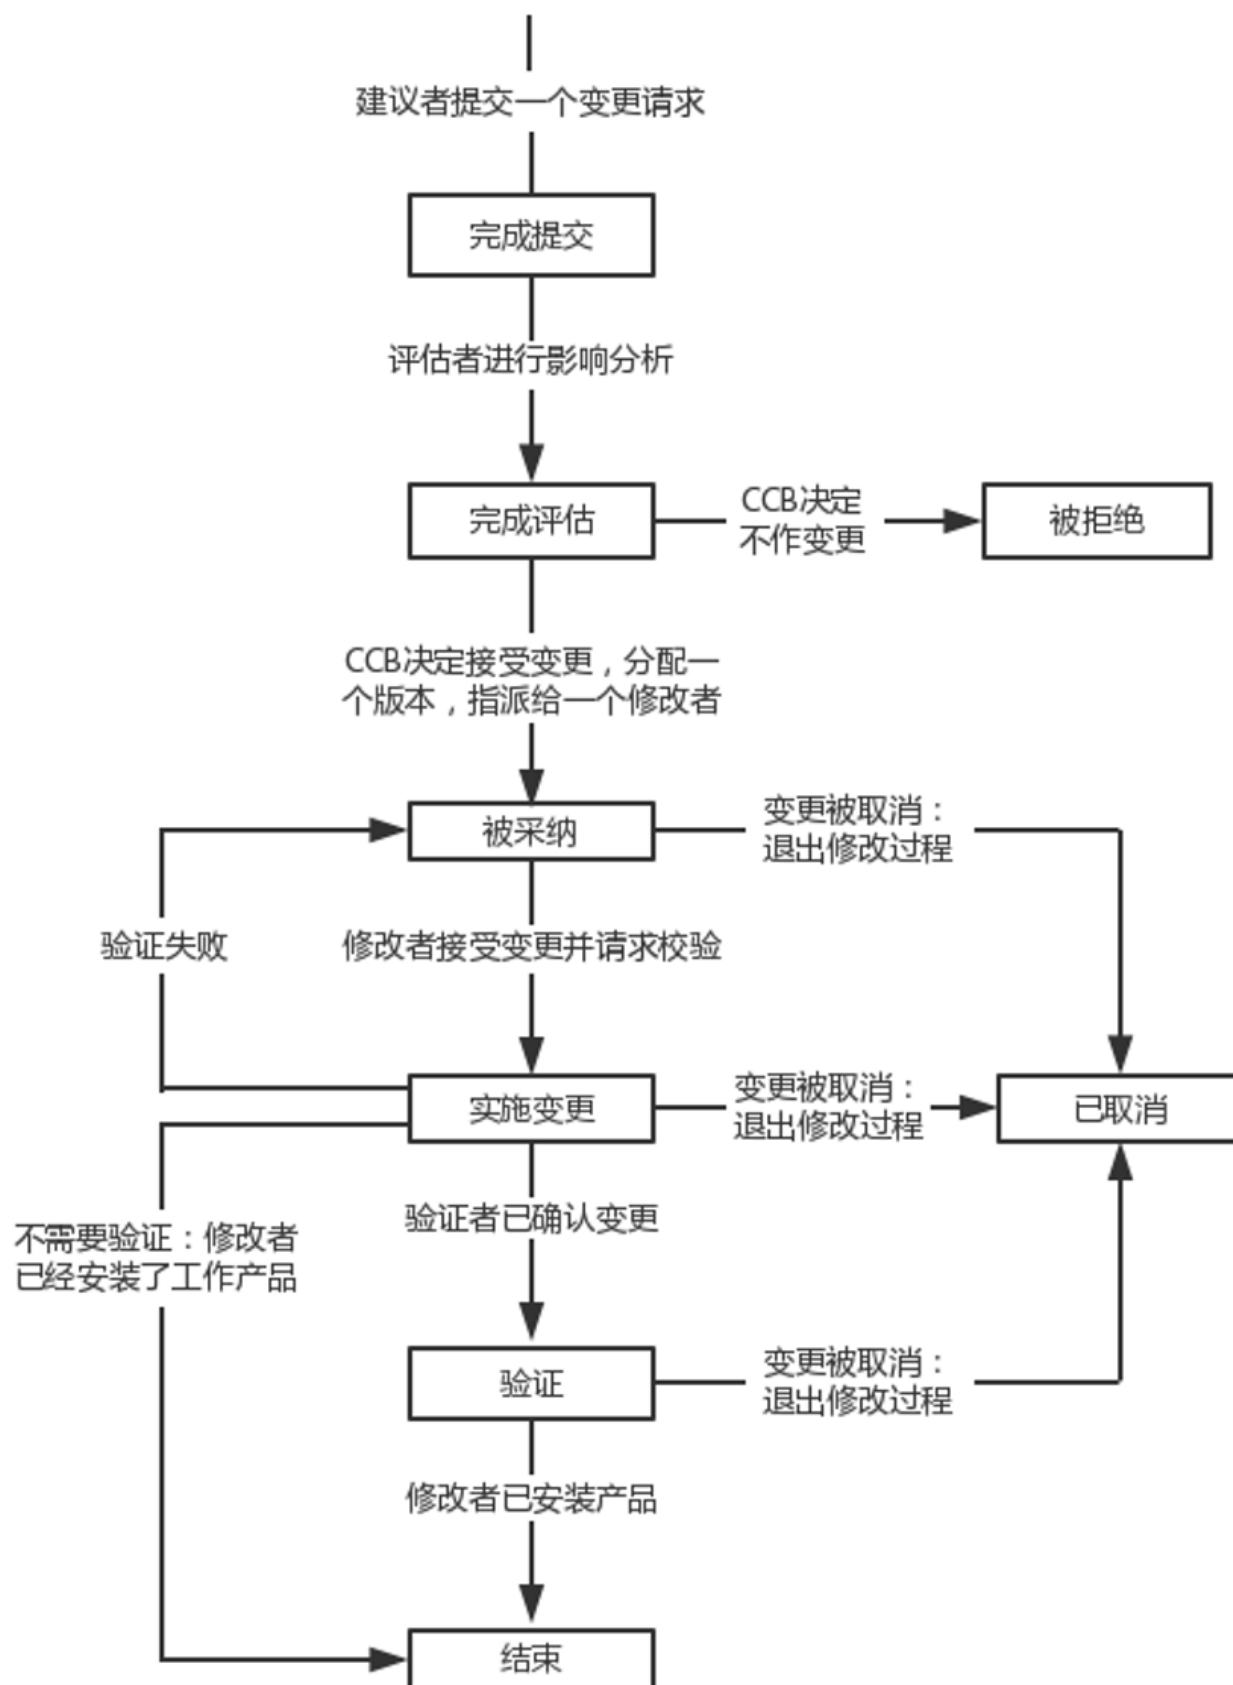 建议者提交一个变更请求
完成提交
评估者进行影响分析
完成评估
CCB决定
不作变更
被拒绝
CCB决定接受变更，分配一
个版本，指派给一个修改者
被采纳
变更被取消：
退出修改过程
验证失败
修改者接受变更并请求校验
实施变更
变更被取消：
退出修改过程
已取消
不需要验证：修改者
已经安装了工作产品
验证者已确认变更
验证
变更被取消：
退出修改过程
修改者已安装产品
结束